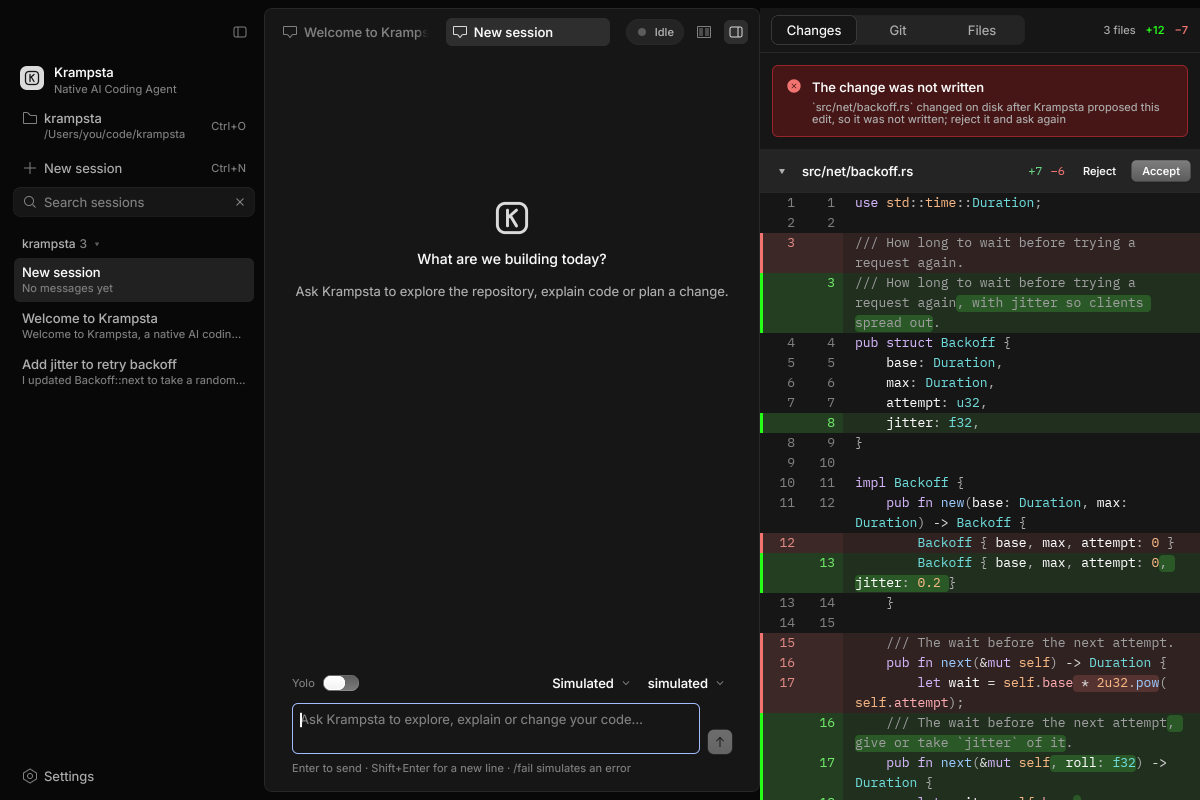 Krampsta
Native AI Coding Agent
krampsta
/Users/you/code/krampsta
Ctrl+O
New session
Ctrl+N
Search sessions
krampsta 3
New session
No messages yet
Welcome to Krampsta
Welcome to Krampsta, a native AI codin...
Add jitter to retry backoff
I updated Backoff::next to take a random...
Settings
Welcome to Kramps
New session
Idle
K
What are we building today?
Ask Krampsta to explore the repository, explain code or plan a change.
Yolo
Simulated
simulated
Ask Krampsta to explore, explain or change your code...
Enter to send · Shift+Enter for a new line · /fail simulates an error
Changes
Git
Files
3 files +12 −7
The change was not written
`src/net/backoff.rs` changed on disk after Krampsta proposed this
edit, so it was not written; reject it and ask again
src/net/backoff.rs
+7 −6
Reject
Accept
1 1 use std::time::Duration;
2 2
3 /// How long to wait before trying a
request again.
3 /// How long to wait before trying a
request again, with jitter so clients
spread out.
4 4 pub struct Backoff {
5 5 base: Duration,
6 6 max: Duration,
7 7 attempt: u32,
8 jitter: f32,
8 9 }
9 10
10 11 impl Backoff {
11 12 pub fn new(base: Duration, max:
Duration) -> Backoff {
12 Backoff { base, max, attempt: 0 }
13 Backoff { base, max, attempt: 0,
jitter: 0.2 }
13 14 }
14 15
15 /// The wait before the next attempt.
16 pub fn next(&mut self) -> Duration {
17 let wait = self.base * 2u32.pow(
self.attempt);
16 /// The wait before the next attempt,
give or take `jitter` of it.
17 pub fn next(&mut self, roll: f32) ->
Duration {